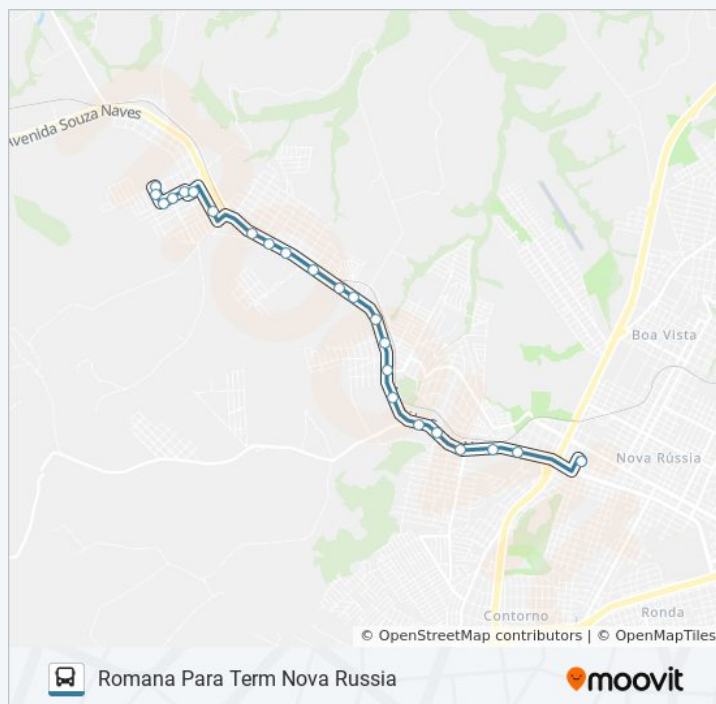 Avenida Souza Naves
Boa Vista
Nova Rússia
Contorno
Ronda
© OpenStreetMap contributors | © OpenMapTiles
Romana Para Term Nova Russia
moovit